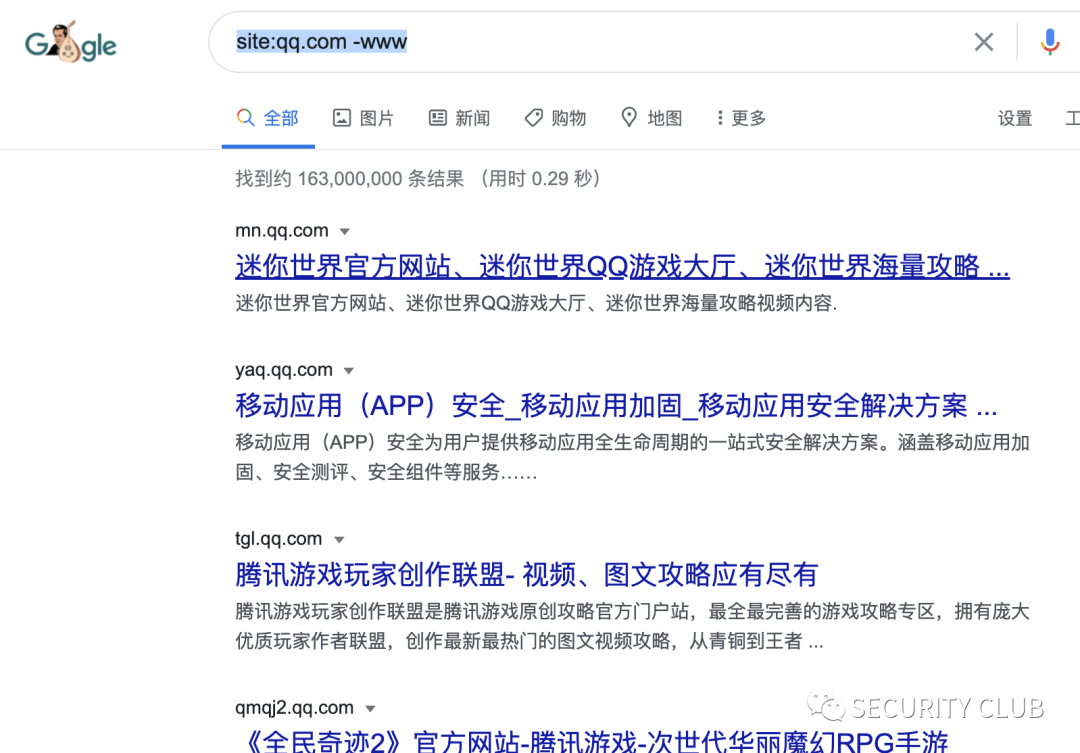 Google
site:qq.com -www
全部 图片 新闻 购物 地图 更多 设置
找到约 163,000,000 条结果 （用时 0.29 秒）
mn.qq.com
迷你世界官方网站、迷你世界QQ游戏大厅、迷你世界海量攻略 ...
迷你世界官方网站、迷你世界QQ游戏大厅、迷你世界海量攻略视频内容.
yaq.qq.com
移动应用（APP）安全_移动应用加固_移动应用安全解决方案 ...
移动应用（APP）安全为用户提供移动应用全生命周期的一站式安全解决方案。涵盖移动应用加
固、安全测评、安全组件等服务……
tgl.qq.com
腾讯游戏玩家创作联盟- 视频、图文攻略应有尽有
腾讯游戏玩家创作联盟是腾讯游戏原创攻略官方门户站，最全最完善的游戏攻略专区，拥有庞大
优质玩家作者联盟，创作最新最热门的图文视频攻略，从青铜到王者 ...
qmqj2.qq.com
SECURITY CLUB
《全民奇迹2》官方网站-腾讯游戏-次世代华丽魔幻RPG手游